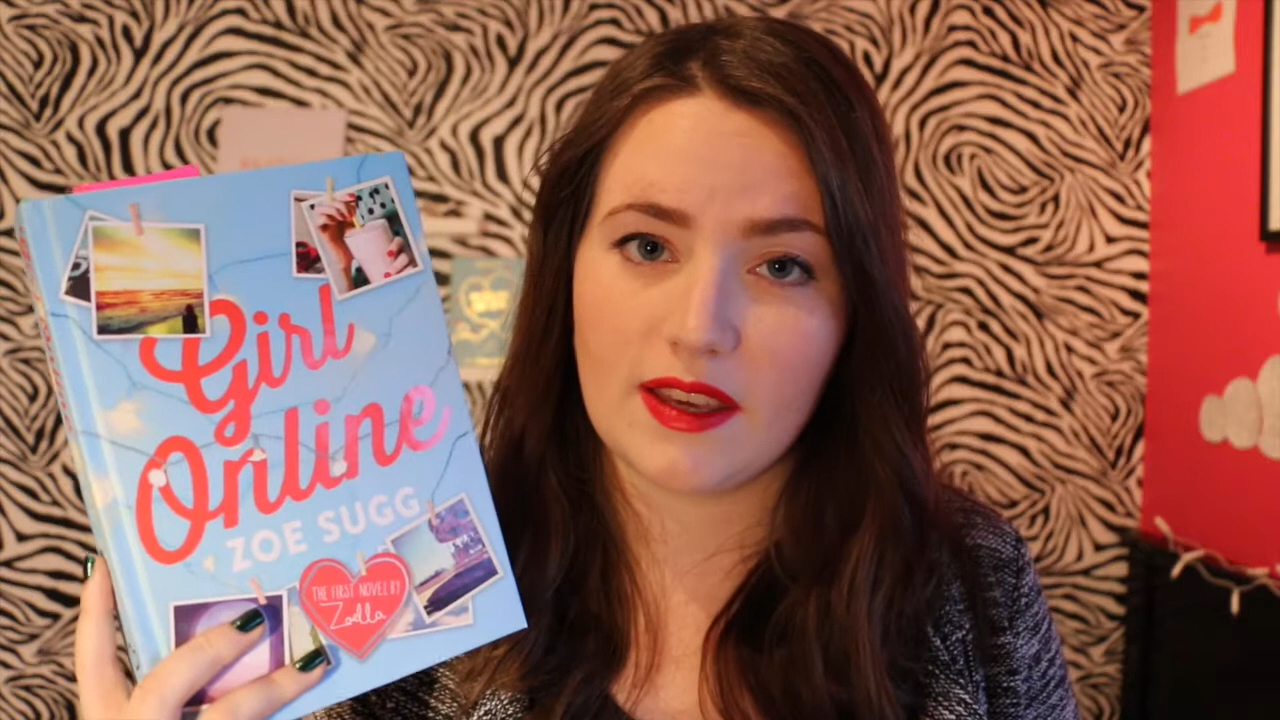 Girl
Online
ZOE SUGG
THE FIRST NOVEL BY
Zoella